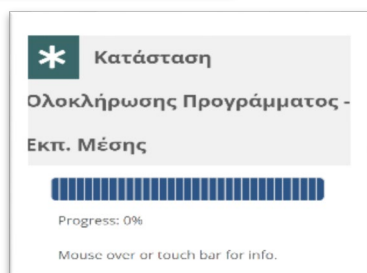 Κατάσταση
Ολοκλήρωσης Προγράμματος -
Εκπ. Μέσης
Progress: 0%
Mouse over or touch bar for info.